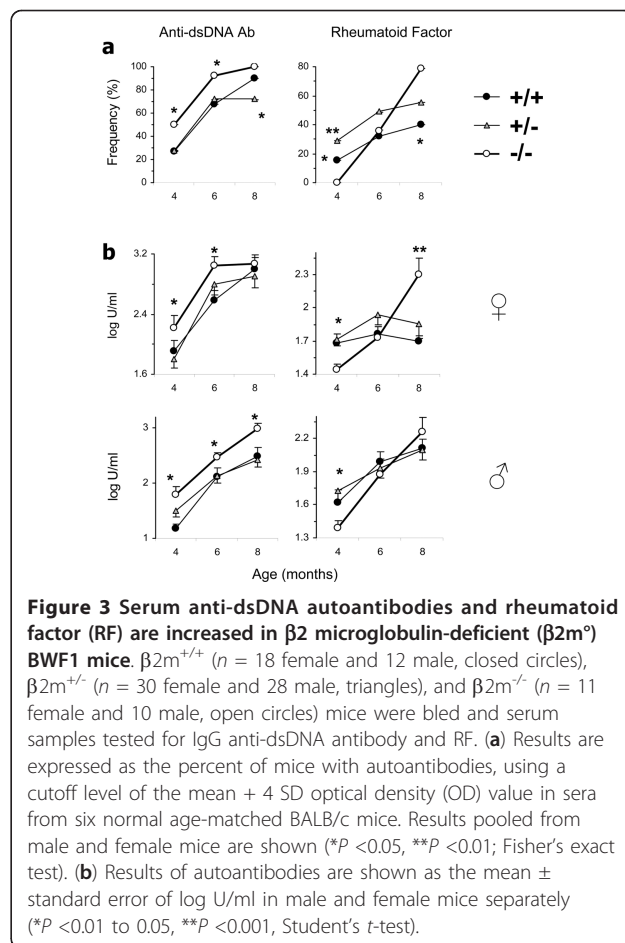 Anti-dsDNA Ab
Rheumatoid Factor
a
Frequency (%)
100
80
60
40
20
0
*
*
*
4
6
8
80
60
40
20
0
**
*
*
4
6
8
+/+
+/-
-/-
b
log U/ml
3.2
2.4
1.6
*
*
4
6
8
2.3
2
1.7
1.4
*
**
4
6
8
♀
log U/ml
3
2
1
*
*
*
4
6
8
2.2
1.9
1.6
1.3
*
4
6
8
♂
Age (months)
Figure 3 Serum anti-dsDNA autoantibodies and rheumatoid
factor (RF) are increased in β2 microglobulin-deficient (β2m°)
BWF1 mice. β2m+/+ (n = 18 female and 12 male, closed circles),
β2m+/- (n = 30 female and 28 male, triangles), and β2m-/- (n = 11
female and 10 male, open circles) mice were bled and serum
samples tested for IgG anti-dsDNA antibody and RF. (a) Results are
expressed as the percent of mice with autoantibodies, using a
cutoff level of the mean + 4 SD optical density (OD) value in sera
from six normal age-matched BALB/c mice. Results pooled from
male and female mice are shown (*P <0.05, **P <0.01; Fisher's exact
test). (b) Results of autoantibodies are shown as the mean ±
standard error of log U/ml in male and female mice separately
(*P <0.01 to 0.05, **P <0.001, Student's t-test).